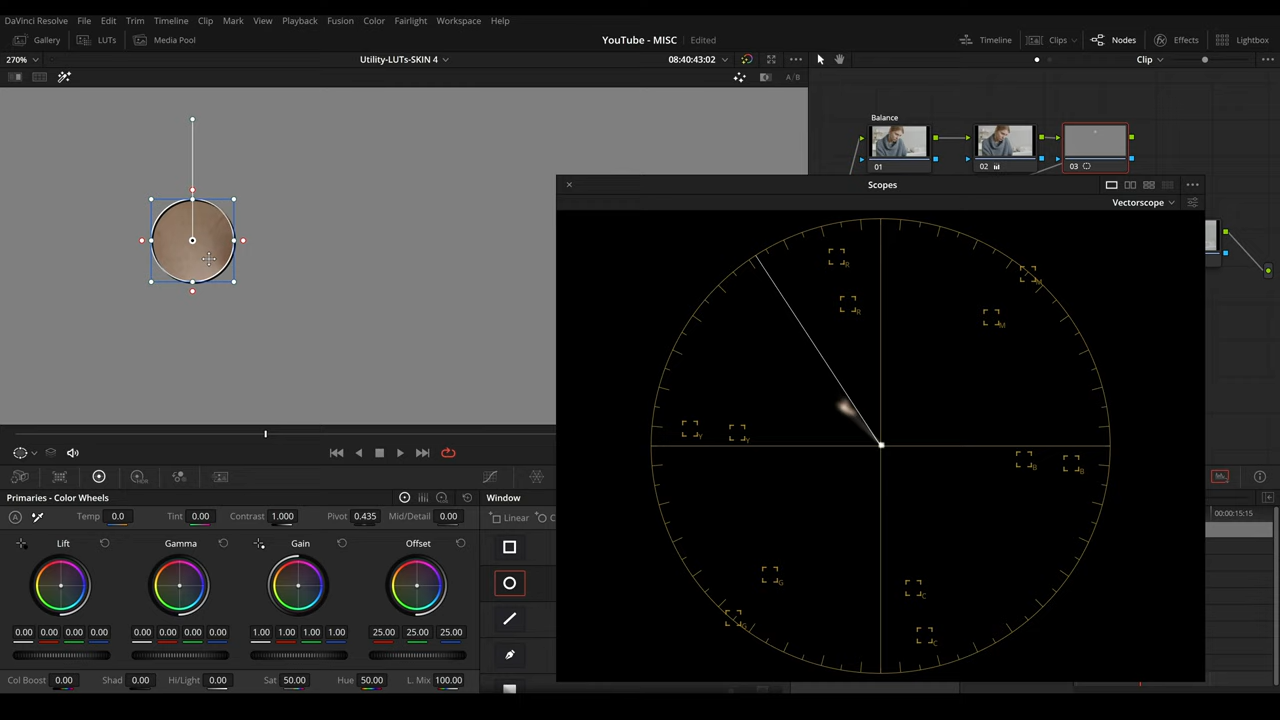 DaVinci Resolve File Edit Trim Timeline Clip Mark View Playback Fusion Color Fairlight Workspace Help
Gallery LUTs Media Pool YouTube - MISC Edited Timeline Clips Nodes Effects Lightbox
270% Utility-LUTs-SKIN 4 08:40:43:02 Clip
A/B
Balance
01 02 03
Scopes
Vectorscope
R
M
R
M
Y
Y
B
B
G
C
G
C
Primaries - Color Wheels Window 00:00:15:15
Temp 0.0 Tint 0.00 Contrast 1.000 Pivot 0.435 Mid/Detail 0.00 Linear
Lift Gamma Gain Offset
0.00 0.00 0.00 0.00 0.00 0.00 0.00 0.00 1.00 1.00 1.00 1.00 25.00 25.00 25.00
Col Boost 0.00 Shad 0.00 Hi/Light 0.00 Sat 50.00 Hue 50.00 L. Mix 100.00